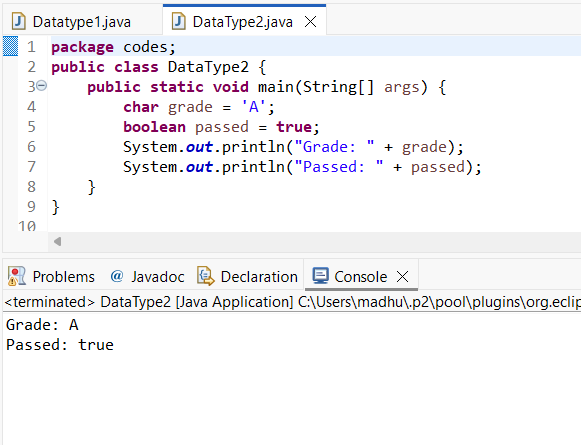 Datatype1.java DataType2.java
1 package codes;
2 public class DataType2 {
3 public static void main(String[] args) {
4 char grade = 'A';
5 boolean passed = true;
6 System.out.println("Grade: " + grade);
7 System.out.println("Passed: " + passed);
8 }
9 }
10
Problems @ Javadoc Declaration Console
<terminated> DataType2 [Java Application] C:\Users\madhu\.p2\pool\plugins\org.eclip
Grade: A
Passed: true